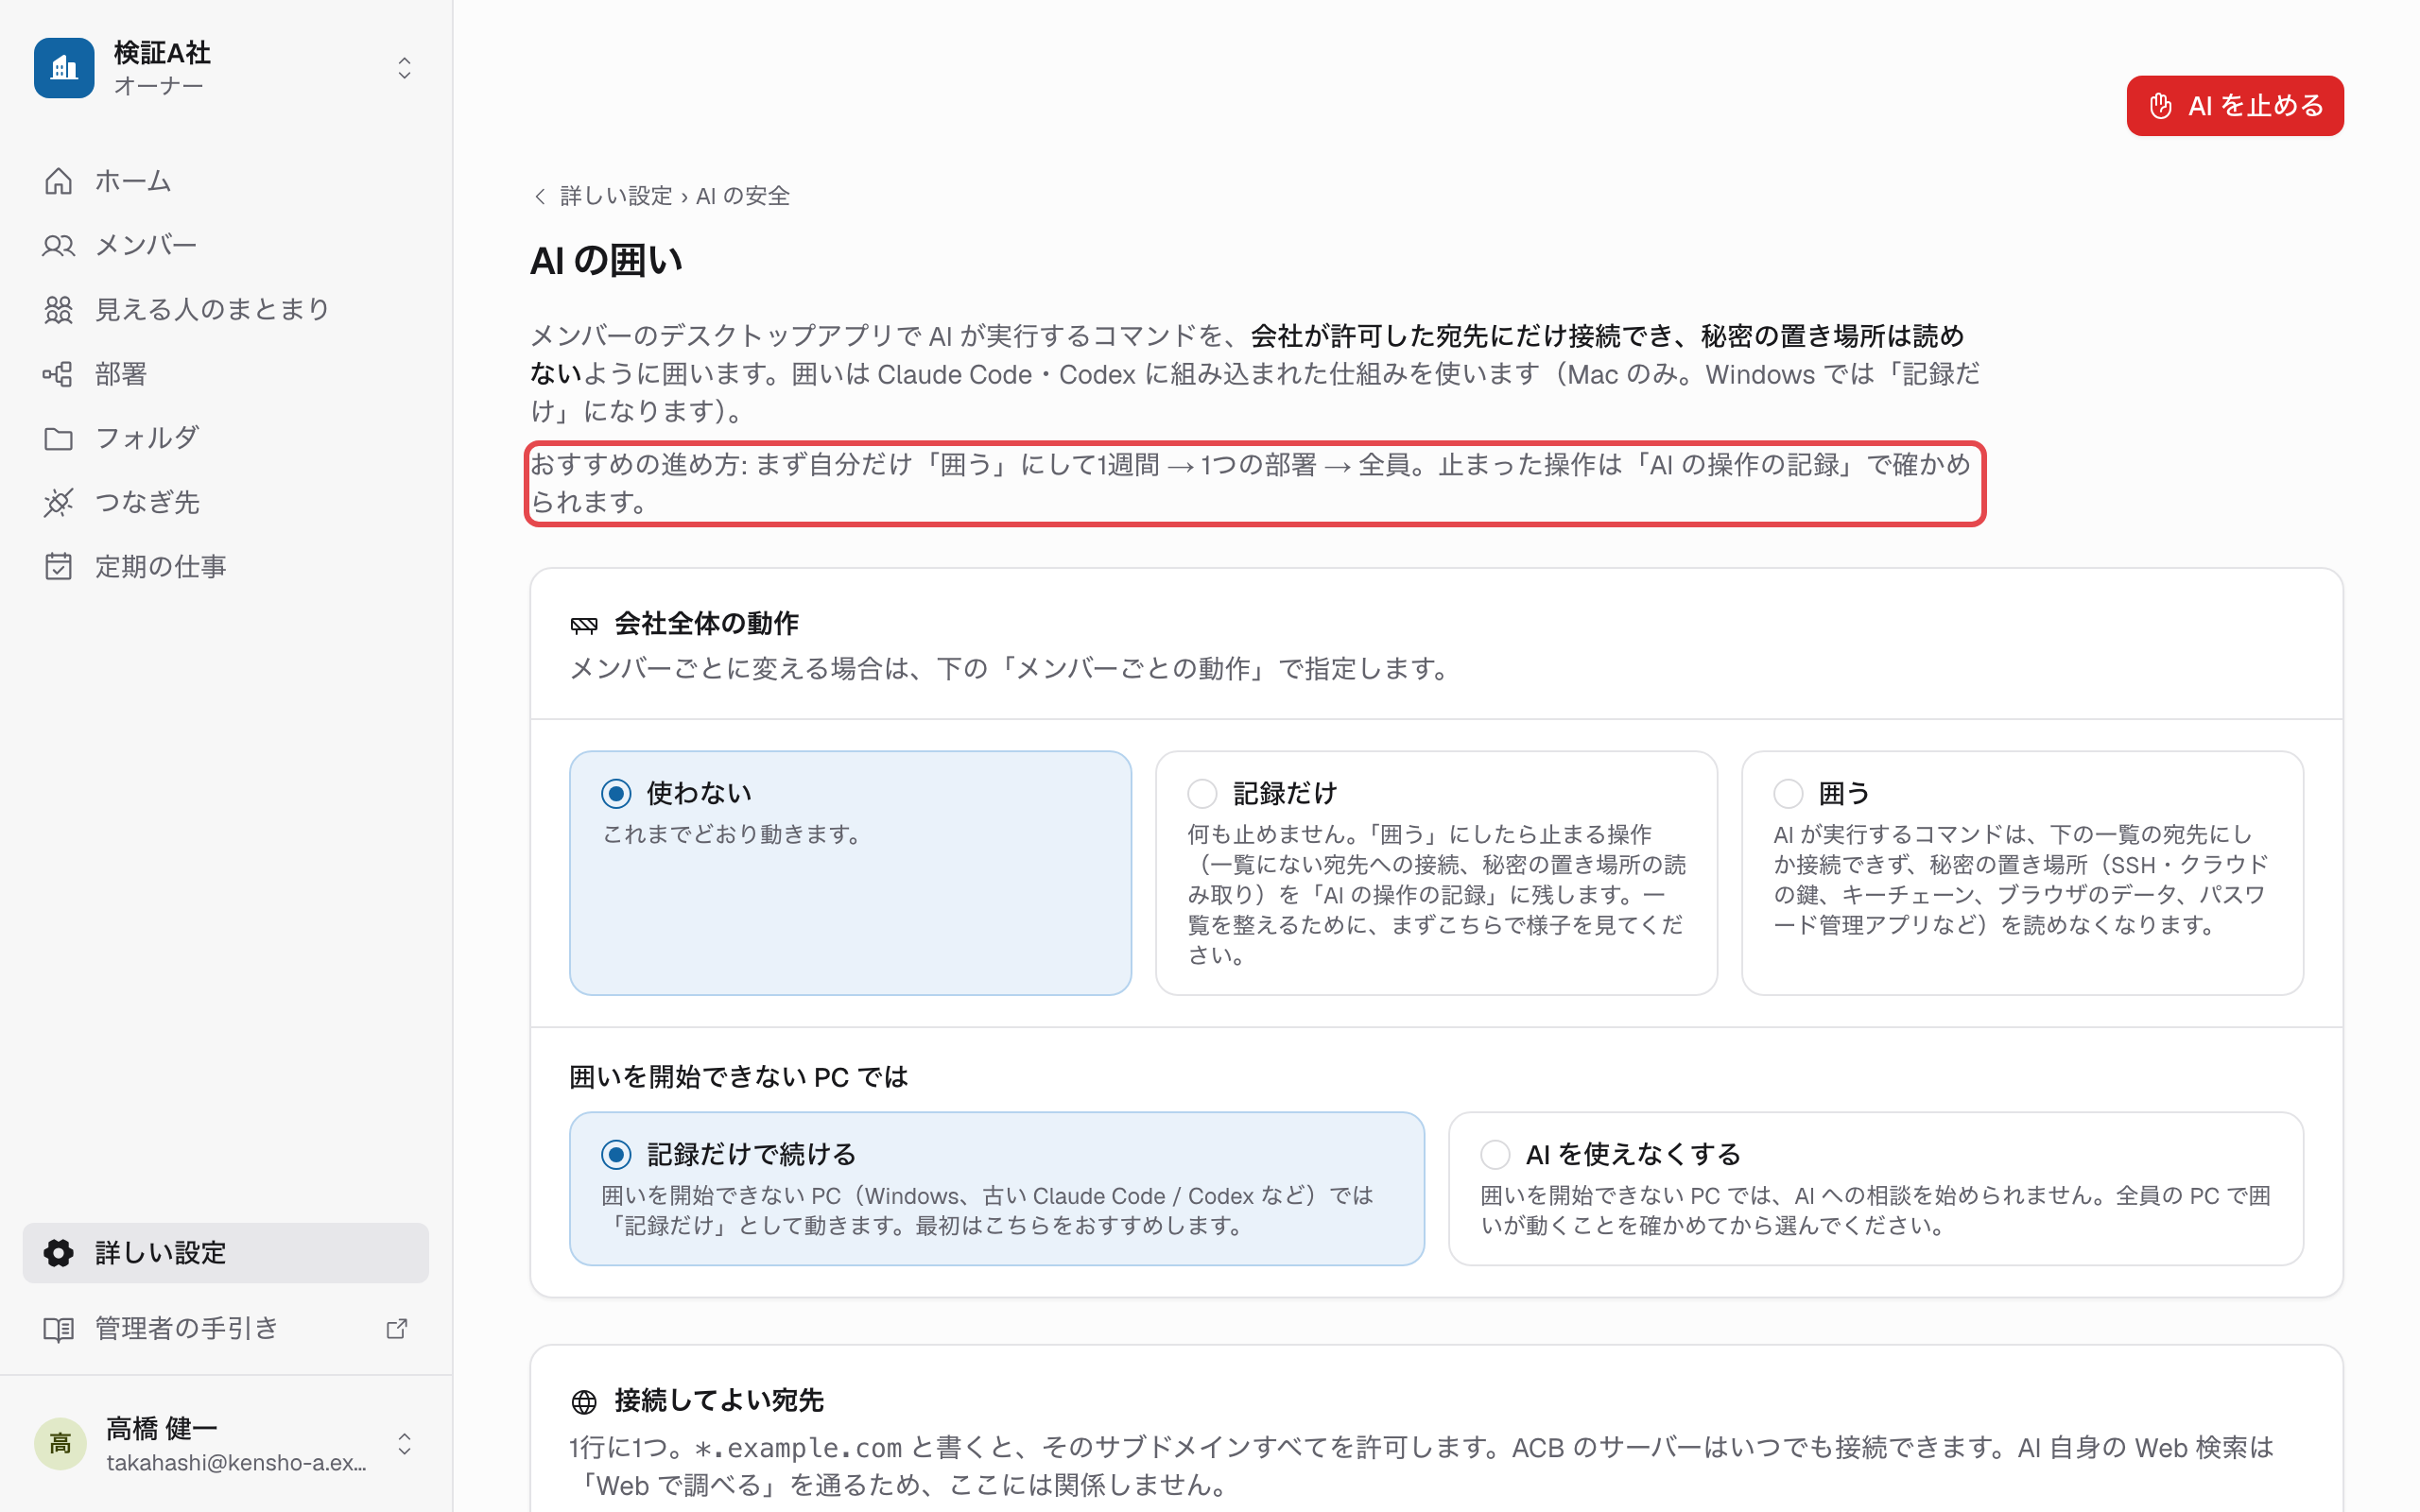 検証A社
オーナー
ホーム
メンバー
見える人のまとまり
部署
フォルダ
つなぎ先
定期の仕事
詳しい設定
管理者の手引き
高
高橋 健一
takahashi@kensho-a.ex...
AI を止める
詳しい設定 › AI の安全
AI の囲い
メンバーのデスクトップアプリで AI が実行するコマンドを、会社が許可した宛先にだけ接続でき、秘密の置き場所は読め
ないように囲います。囲いは Claude Code・Codex に組み込まれた仕組みを使います（Mac のみ。Windows では「記録だ
け」になります）。
おすすめの進め方: まず自分だけ「囲う」にして1週間 → 1つの部署 → 全員。止まった操作は「AI の操作の記録」で確かめ
られます。
会社全体の動作
メンバーごとに変える場合は、下の「メンバーごとの動作」で指定します。
使わない
これまでどおり動きます。
記録だけ
何も止めません。「囲う」にしたら止まる操作
（一覧にない宛先への接続、秘密の置き場所の読
み取り）を「AI の操作の記録」に残します。一
覧を整えるために、まずこちらで様子を見てくだ
さい。
囲う
AI が実行するコマンドは、下の一覧の宛先にし
か接続できず、秘密の置き場所（SSH・クラウド
の鍵、キーチェーン、ブラウザのデータ、パスワ
ード管理アプリなど）を読めなくなります。
囲いを開始できない PC では
記録だけで続ける
囲いを開始できない PC（Windows、古い Claude Code / Codex など）では
「記録だけ」として動きます。最初はこちらをおすすめします。
AI を使えなくする
囲いを開始できない PC では、AI への相談を始められません。全員の PC で囲
いが動くことを確かめてから選んでください。
接続してよい宛先
1行に1つ。*.example.com と書くと、そのサブドメインすべてを許可します。ACB のサーバーはいつでも接続できます。AI 自身の Web 検索は
「Web で調べる」を通るため、ここには関係しません。